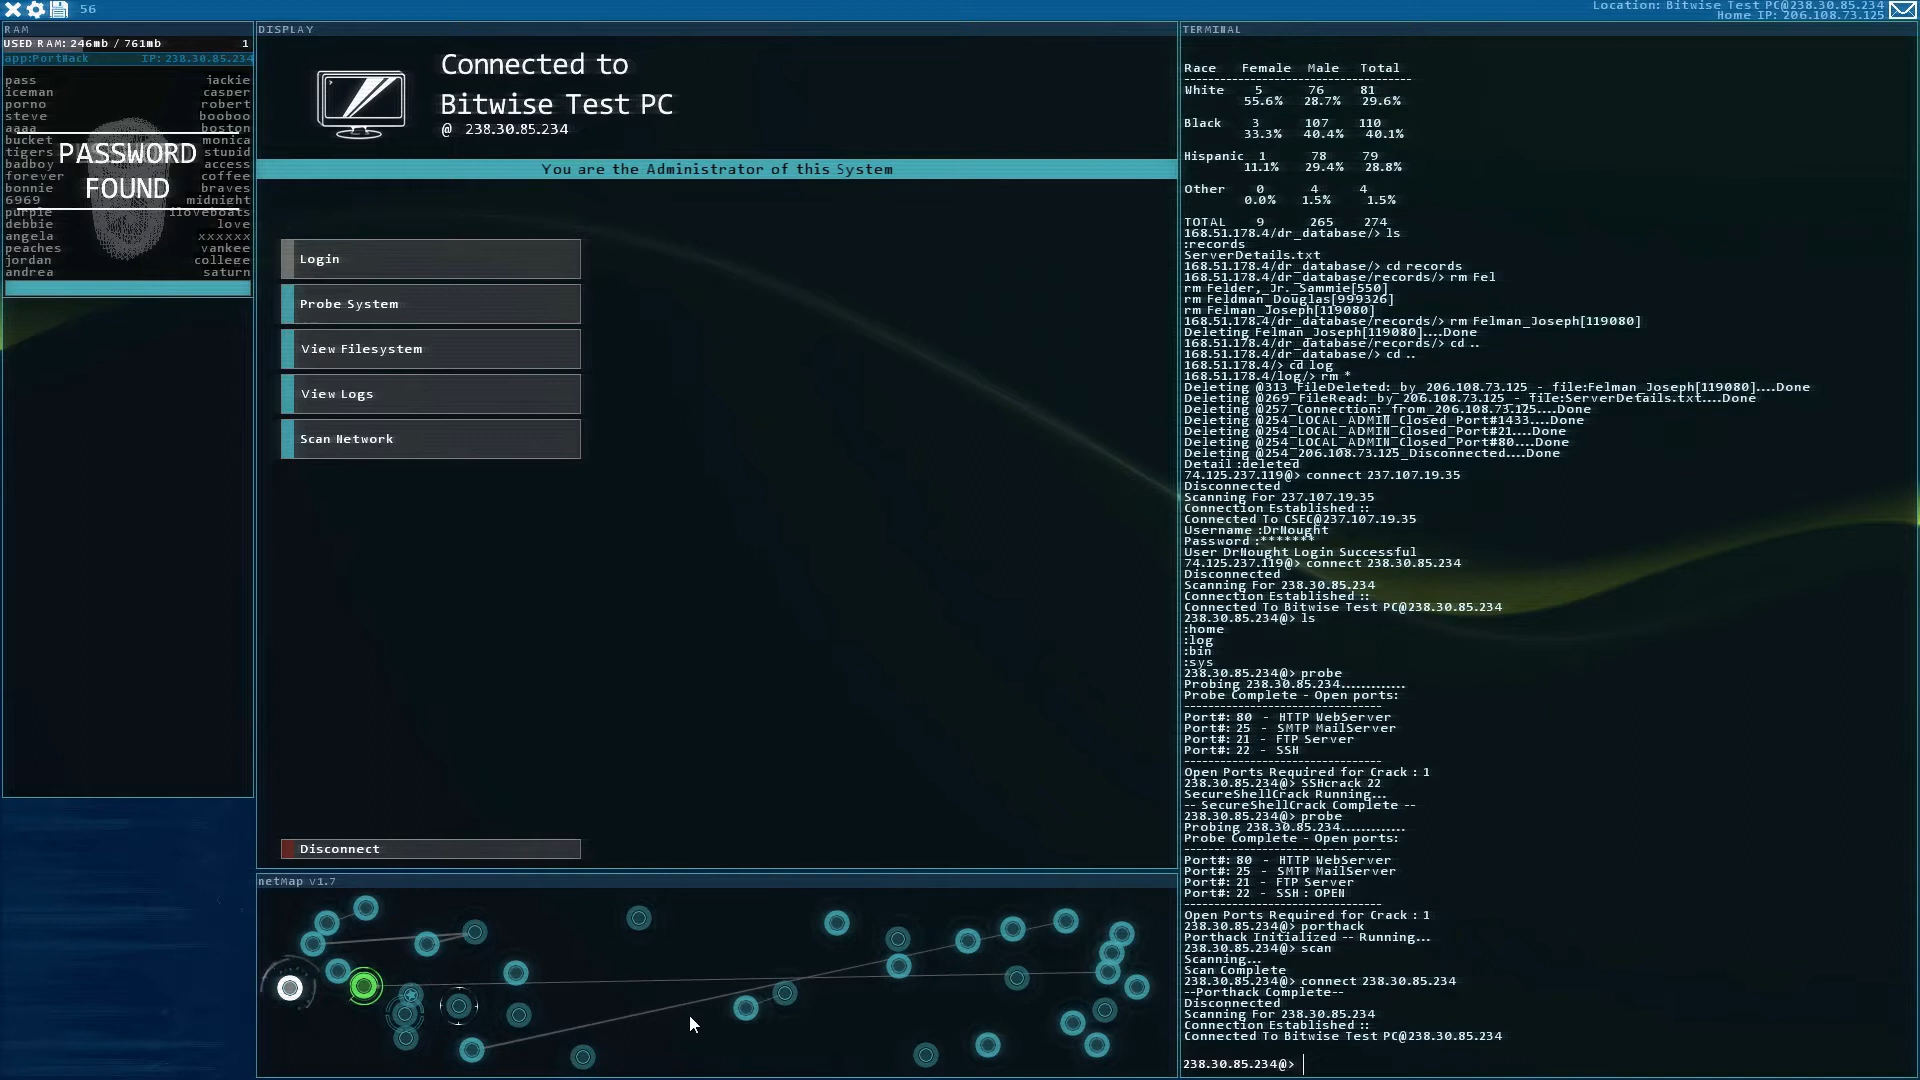 56
Location: Bitwise Test PC@238.30.85.234
Home IP: 206.108.73.125
RAM
USED RAM: 246mb / 761mb 1
app:PortHack IP: 238.30.85.234
pass jackie
iceman casper
porno robert
steve booboo
aaaa boston
bucket monica
tigers stupid
badboy access
forever coffee
bonnie braves
6969 midnight
purple iloveboats
debbie love
angela xxxxxx
peaches yankee
jordan college
andrea saturn
PASSWORD
FOUND
DISPLAY
Connected to
Bitwise Test PC
@ 238.30.85.234
You are the Administrator of this System
Login
Probe System
View Filesystem
View Logs
Scan Network
Disconnect
netMap v1.7
TERMINAL
Race Female Male Total
--------------------------------------
White 5 76 81
55.6% 28.7% 29.6%
Black 3 107 110
33.3% 40.4% 40.1%
Hispanic 1 78 79
11.1% 29.4% 28.8%
Other 0 4 4
0.0% 1.5% 1.5%
TOTAL 9 265 274
168.51.178.4/dr_database/> ls
:records
ServerDetails.txt
168.51.178.4/dr_database/> cd records
168.51.178.4/dr_database/records/> rm Fel
rm Felder,_Jr._Sammie[550]
rm Feldman_Douglas[999326]
rm Felman_Joseph[119080]
168.51.178.4/dr_database/records/> rm Felman_Joseph[119080]
Deleting Felman_Joseph[119080]....Done
168.51.178.4/dr_database/records/> cd ..
168.51.178.4/dr_database/> cd ..
168.51.178.4/> cd log
168.51.178.4/log/> rm *
Deleting @313_FileDeleted:_by_206.108.73.125_-_file:Felman_Joseph[119080]....Done
Deleting @269_FileRead:_by_206.108.73.125_-_file:ServerDetails.txt....Done
Deleting @257_Connection:_from_206.108.73.125....Done
Deleting @254_LOCAL_ADMIN_Closed_Port#1433....Done
Deleting @254_LOCAL_ADMIN_Closed_Port#21....Done
Deleting @254_LOCAL_ADMIN_Closed_Port#80....Done
Deleting @254_206.108.73.125_Disconnected....Done
Detail :deleted
74.125.237.119@> connect 237.107.19.35
Disconnected
Scanning For 237.107.19.35
Connection Established ::
Connected To CSEC@237.107.19.35
Username :DrNought
Password :*******
User DrNought Login Successful
74.125.237.119@> connect 238.30.85.234
Disconnected
Scanning For 238.30.85.234
Connection Established ::
Connected To Bitwise Test PC@238.30.85.234
238.30.85.234@> ls
:home
:log
:bin
:sys
238.30.85.234@> probe
Probing 238.30.85.234.............
Probe Complete - Open ports:
---------------------------------
Port#: 80 - HTTP WebServer
Port#: 25 - SMTP MailServer
Port#: 21 - FTP Server
Port#: 22 - SSH
---------------------------------
Open Ports Required for Crack : 1
238.30.85.234@> SSHcrack 22
SecureShellCrack Running...
-- SecureShellCrack Complete --
238.30.85.234@> probe
Probing 238.30.85.234.............
Probe Complete - Open ports:
---------------------------------
Port#: 80 - HTTP WebServer
Port#: 25 - SMTP MailServer
Port#: 21 - FTP Server
Port#: 22 - SSH : OPEN
---------------------------------
Open Ports Required for Crack : 1
238.30.85.234@> porthack
Porthack Initialized -- Running...
238.30.85.234@> scan
Scanning...
Scan Complete
238.30.85.234@> connect 238.30.85.234
--Porthack Complete--
Disconnected
Scanning For 238.30.85.234
Connection Established ::
Connected To Bitwise Test PC@238.30.85.234
238.30.85.234@>